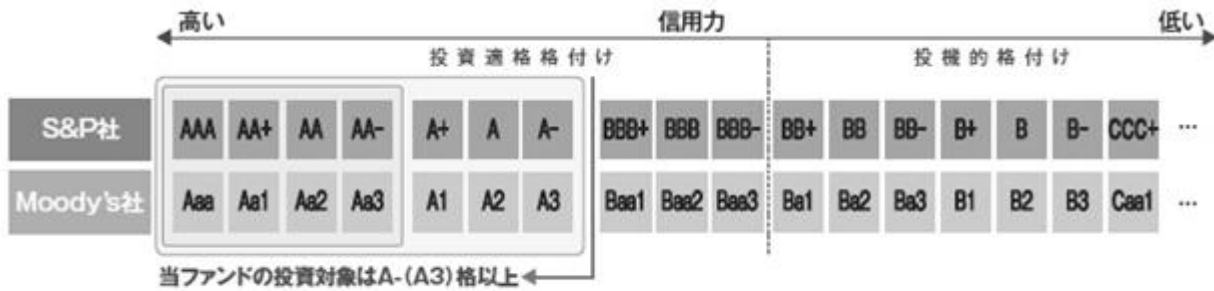 高い 信用力 低い
投資適格格付け 投機的格付け
S&P社 AAA AA+ AA AA- A+ A A- BBB+ BBB BBB- BB+ BB BB- B+ B B- CCC+ …
Moody's社 Aaa Aa1 Aa2 Aa3 A1 A2 A3 Baa1 Baa2 Baa3 Ba1 Ba2 Ba3 B1 B2 B3 Caa1 …
当ファンドの投資対象はA-(A3)格以上